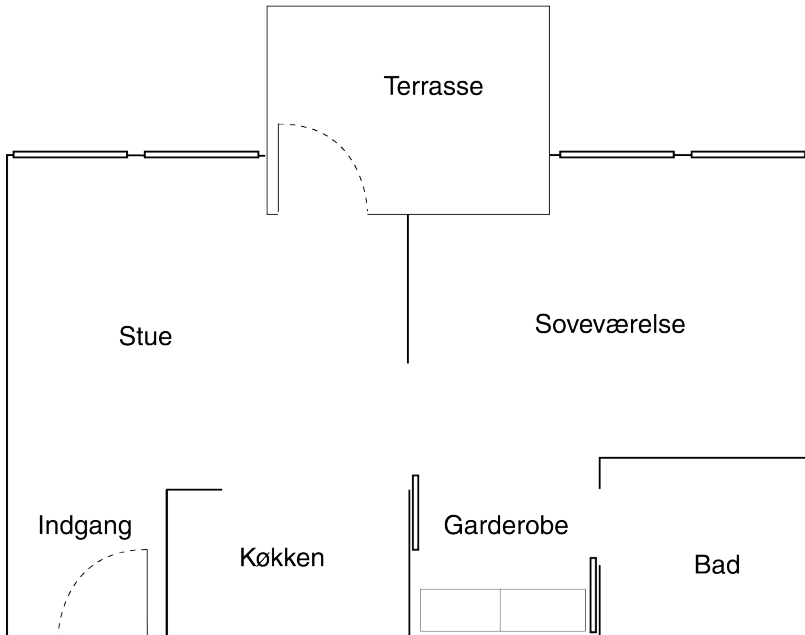 Terrasse
Stue
Soveværelse
Indgang
Køkken
Garderobe
Bad